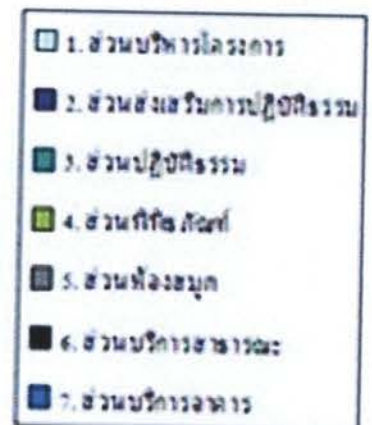 1. ส่วนบริหารโครงการ
2. ส่วนส่งเสริมการปฏิบัติธรรม
3. ส่วนปฏิบัติธรรม
4. ส่วนพิพิธภัณฑ์
5. ส่วนห้องสมุด
6. ส่วนบริการสาธารณะ
7. ส่วนบริการอาคาร